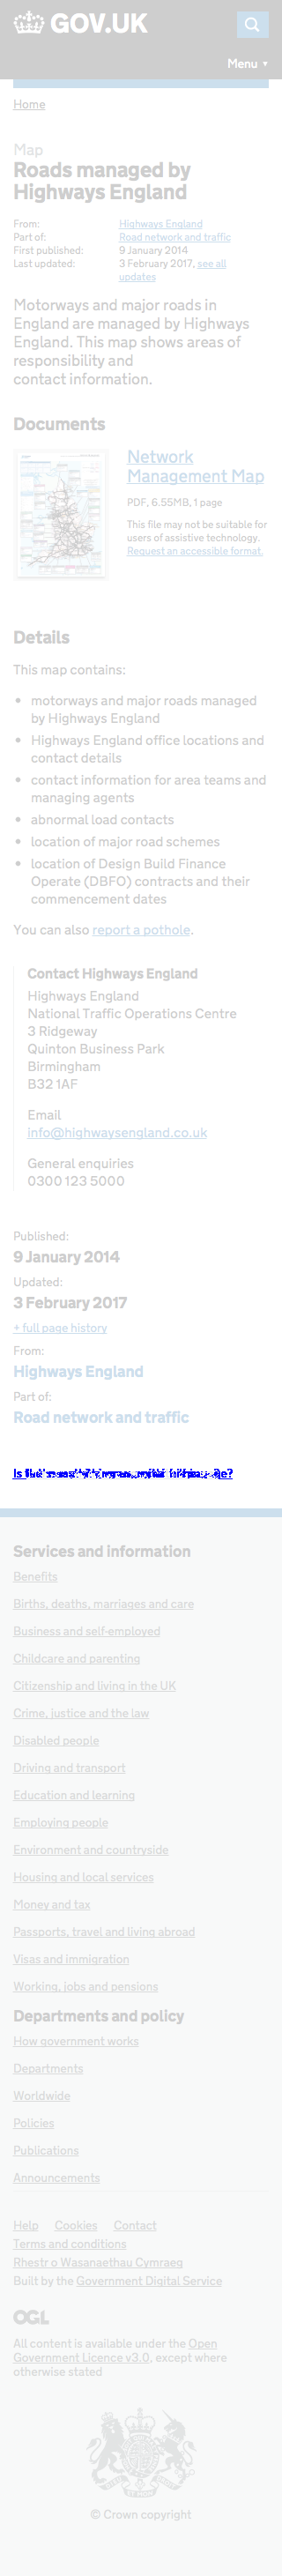 GOV.UK
Menu ▼
Home
Map
Roads managed by
Highways England
From: Highways England
Part of: Road network and traffic
First published: 9 January 2014
Last updated: 3 February 2017, see all
updates
Motorways and major roads in
England are managed by Highways
England. This map shows areas of
responsibility and
contact information.
Documents
Network
Management Map
PDF, 6.55MB, 1 page
This file may not be suitable for
users of assistive technology.
Request an accessible format.
Details
This map contains:
• motorways and major roads managed
by Highways England
• Highways England office locations and
contact details
• contact information for area teams and
managing agents
• abnormal load contacts
• location of major road schemes
• location of Design Build Finance
Operate (DBFO) contracts and their
commencement dates
You can also report a pothole.
Contact Highways England
Highways England
National Traffic Operations Centre
3 Ridgeway
Quinton Business Park
Birmingham
B32 1AF
Email
info@highwaysengland.co.uk
General enquiries
0300 123 5000
Published:
9 January 2014
Updated:
3 February 2017
+ full page history
From:
Highways England
Part of:
Road network and traffic
Is
Services and information
Benefits
Births, deaths, marriages and care
Business and self-employed
Childcare and parenting
Citizenship and living in the UK
Crime, justice and the law
Disabled people
Driving and transport
Education and learning
Employing people
Environment and countryside
Housing and local services
Money and tax
Passports, travel and living abroad
Visas and immigration
Working, jobs and pensions
Departments and policy
How government works
Departments
Worldwide
Policies
Publications
Announcements
Help Cookies Contact
Terms and conditions
Rhestr o Wasanaethau Cymraeg
Built by the Government Digital Service
OGL
All content is available under the Open
Government Licence v3.0, except where
otherwise stated
© Crown copyright